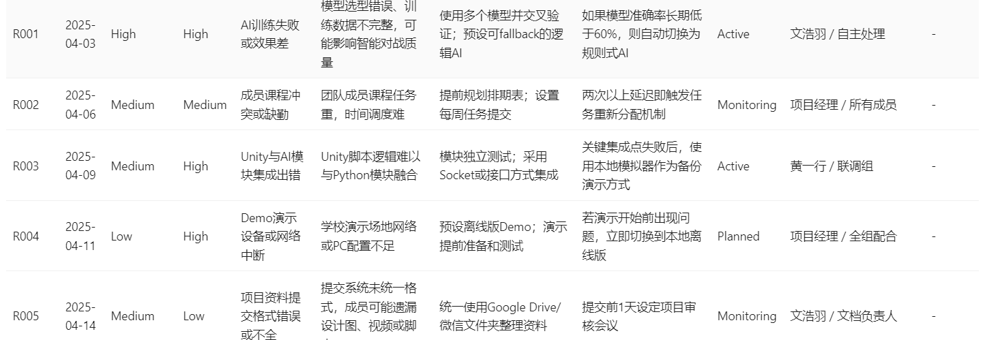 R001
2025-
04-03
High
High
AI训练失败
或效果差
模型选型错误、训
练数据不完整，可
能影响智能对战质
量
使用多个模型并交叉验
证；预设可fallback的逻
辑AI
如果模型准确率长期低
于60%，则自动切换为
规则式AI
Active
文浩羽 / 自主处理
-
R002
2025-
04-06
Medium
Medium
成员课程冲
突或缺勤
团队成员课程任务
重，时间调度难
提前规划排期表；设置
每周任务提交
两次以上延迟即触发任
务重新分配机制
Monitoring
项目经理 / 所有成员
-
R003
2025-
04-09
Medium
High
Unity与AI模
块集成出错
Unity脚本逻辑难以
与Python模块融合
模块独立测试；采用
Socket或接口方式集成
关键集成点失败后，使
用本地模拟器作为备份
演示方式
Active
黄一行 / 联调组
-
R004
2025-
04-11
Low
High
Demo演示
设备或网络
中断
学校演示场地网络
或PC配置不足
预设离线版Demo；演示
提前准备和测试
若演示开始前出现问
题，立即切换到本地离
线版
Planned
项目经理 / 全组配合
-
R005
2025-
04-14
Medium
Low
项目资料提
交格式错误
或不全
提交系统未统一格
式，成员可能遗漏
设计图、视频或脚
统一使用Google Drive/
微信文件夹整理资料
提交前1天设定项目审
核会议
Monitoring
文浩羽 / 文档负责人
-